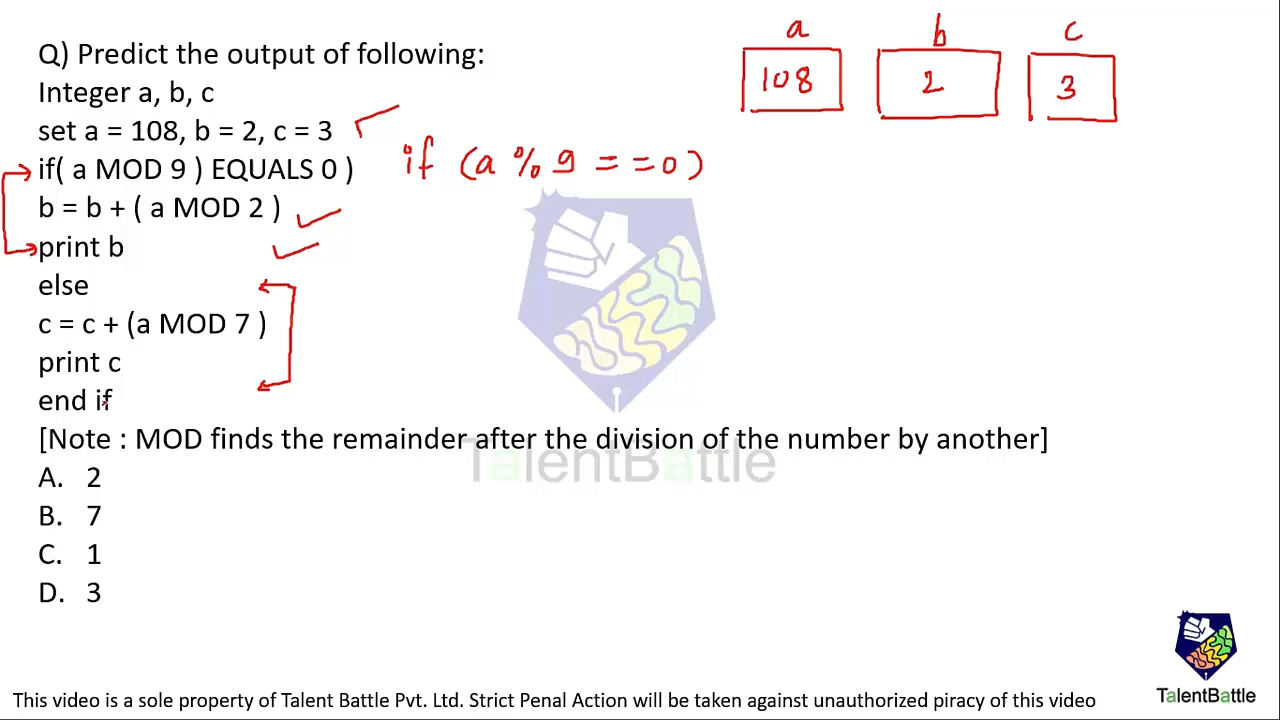 Q) Predict the output of following:
Integer a, b, c
set a = 108, b = 2, c = 3
if( a MOD 9 ) EQUALS 0 )
b = b + ( a MOD 2 )
print b
else
c = c + (a MOD 7 )
print c
end if
[Note : MOD finds the remainder after the division of the number by another]
A. 2
B. 7
C. 1
D. 3
a b c
108 2 3
if (a % 9 == 0)
TalentBattle
TalentBattle
This video is a sole property of Talent Battle Pvt. Ltd. Strict Penal Action will be taken against unauthorized piracy of this video